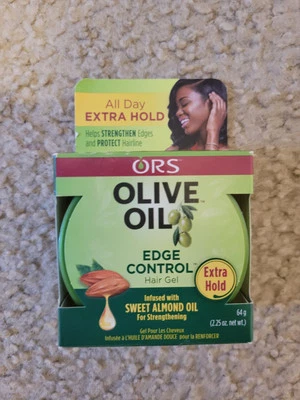 All Day
EXTRA HOLD
Helps STRENGTHEN Edges
and PROTECT Hairline
ORS
OLIVE
OIL™
EDGE
CONTROL™
Hair Gel
Extra
Hold
Infused with
SWEET ALMOND OIL
For Strengthening
64 g
(2.25 oz. net wt.)
Gel Pour Les Cheveux
Infusée à L'HUILE D'AMANDE DOUCE pour la RENFORCER